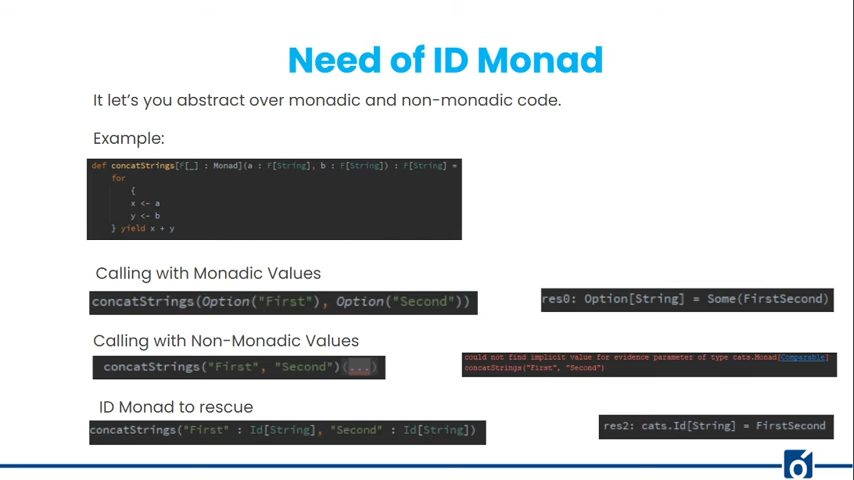 Need of ID Monad
It let's you abstract over monadic and non-monadic code.
Example:
def concatStrings[F[_] : Monad](a : F[String], b : F[String]) : F[String] =
for
{
x <- a
y <- b
} yield x + y
Calling with Monadic Values
concatStrings(Option("First"), Option("Second"))
res0: Option[String] = Some(FirstSecond)
Calling with Non-Monadic Values
concatStrings("First", "Second")(...)
could not find implicit value for evidence parameter of type cats.Monad[Comparable]
concatStrings("First", "Second")
ID Monad to rescue
concatStrings("First" : Id[String], "Second" : Id[String])
res2: cats.Id[String] = FirstSecond